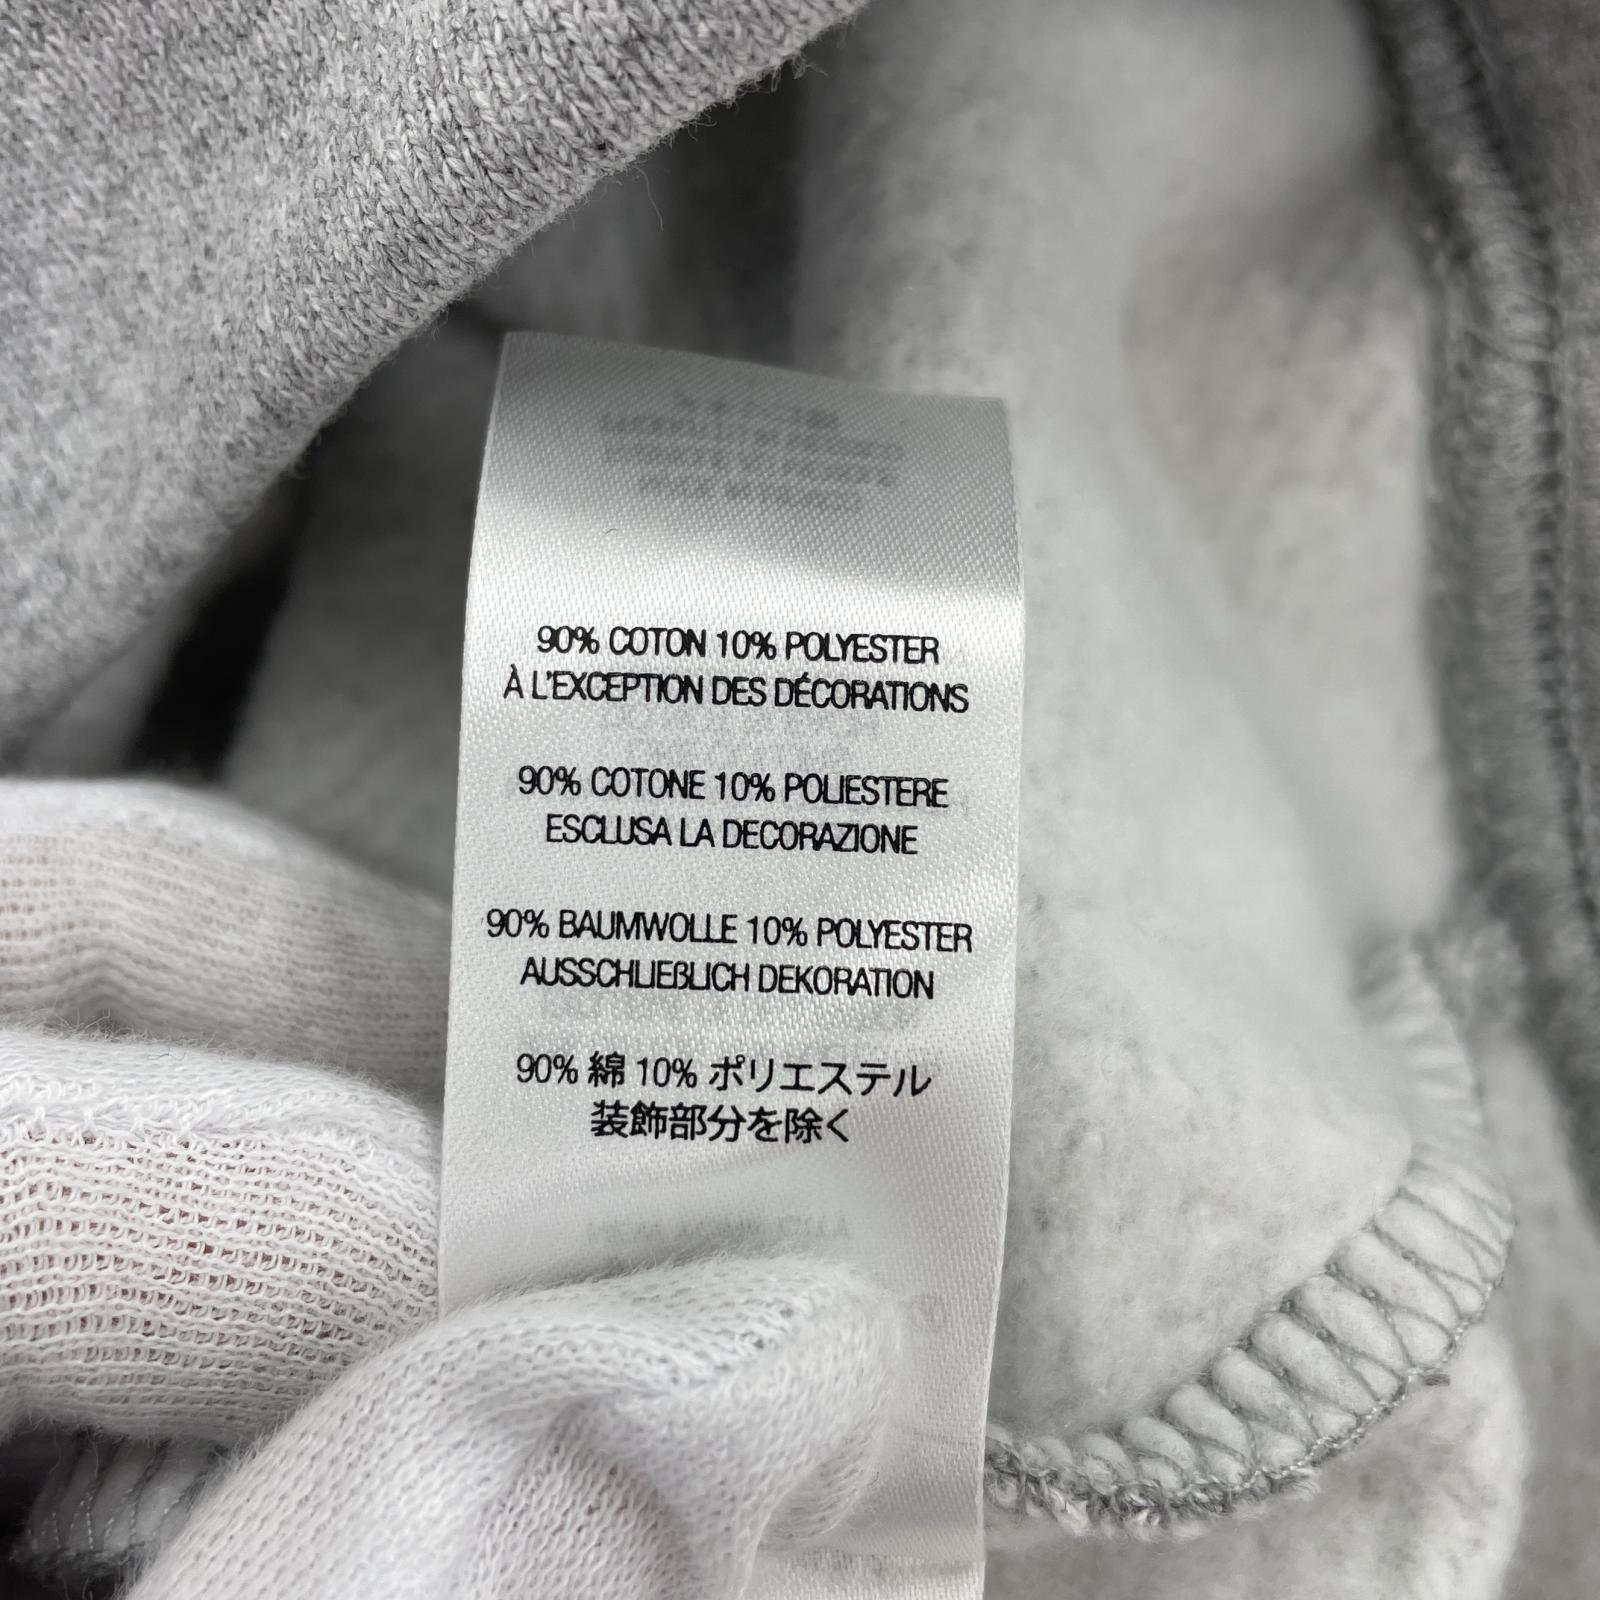 90% COTON 10% POLYESTER
À L'EXCEPTION DES DÉCORATIONS
90% COTONE 10% POLIESTERE
ESCLUSA LA DECORAZIONE
90% BAUMWOLLE 10% POLYESTER
AUSSCHLIEßLICH DEKORATION
90% 綿 10% ポリエステル
装飾部分を除く